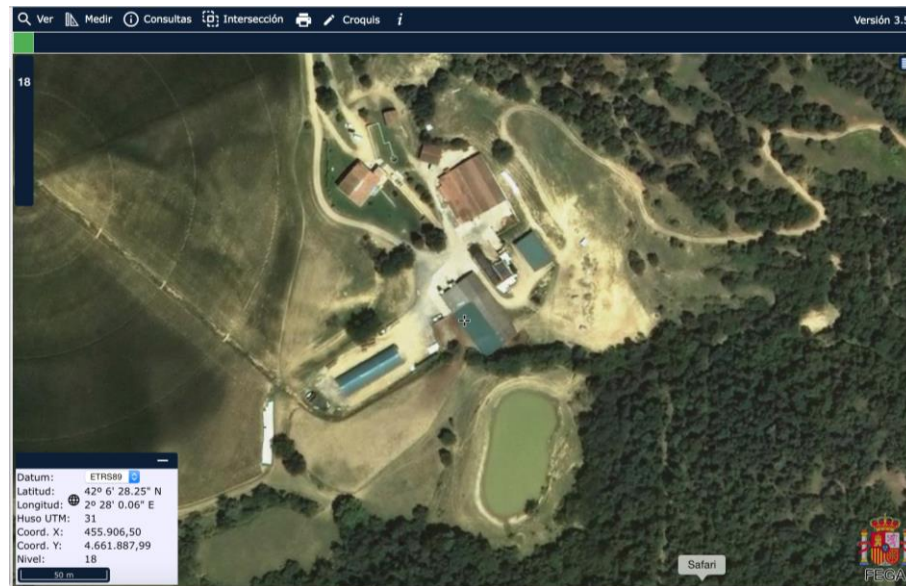 Ver Medir Consultas Intersección Croquis i Versión 3.5
18
Datum: ETRS89
Latitud: 42º 6' 28.25" N
Longitud: 2º 28' 0.06" E
Huso UTM: 31
Coord. X: 455.906,50
Coord. Y: 4.661.887,99
Nivel: 18
50 m
Safari
FEGA